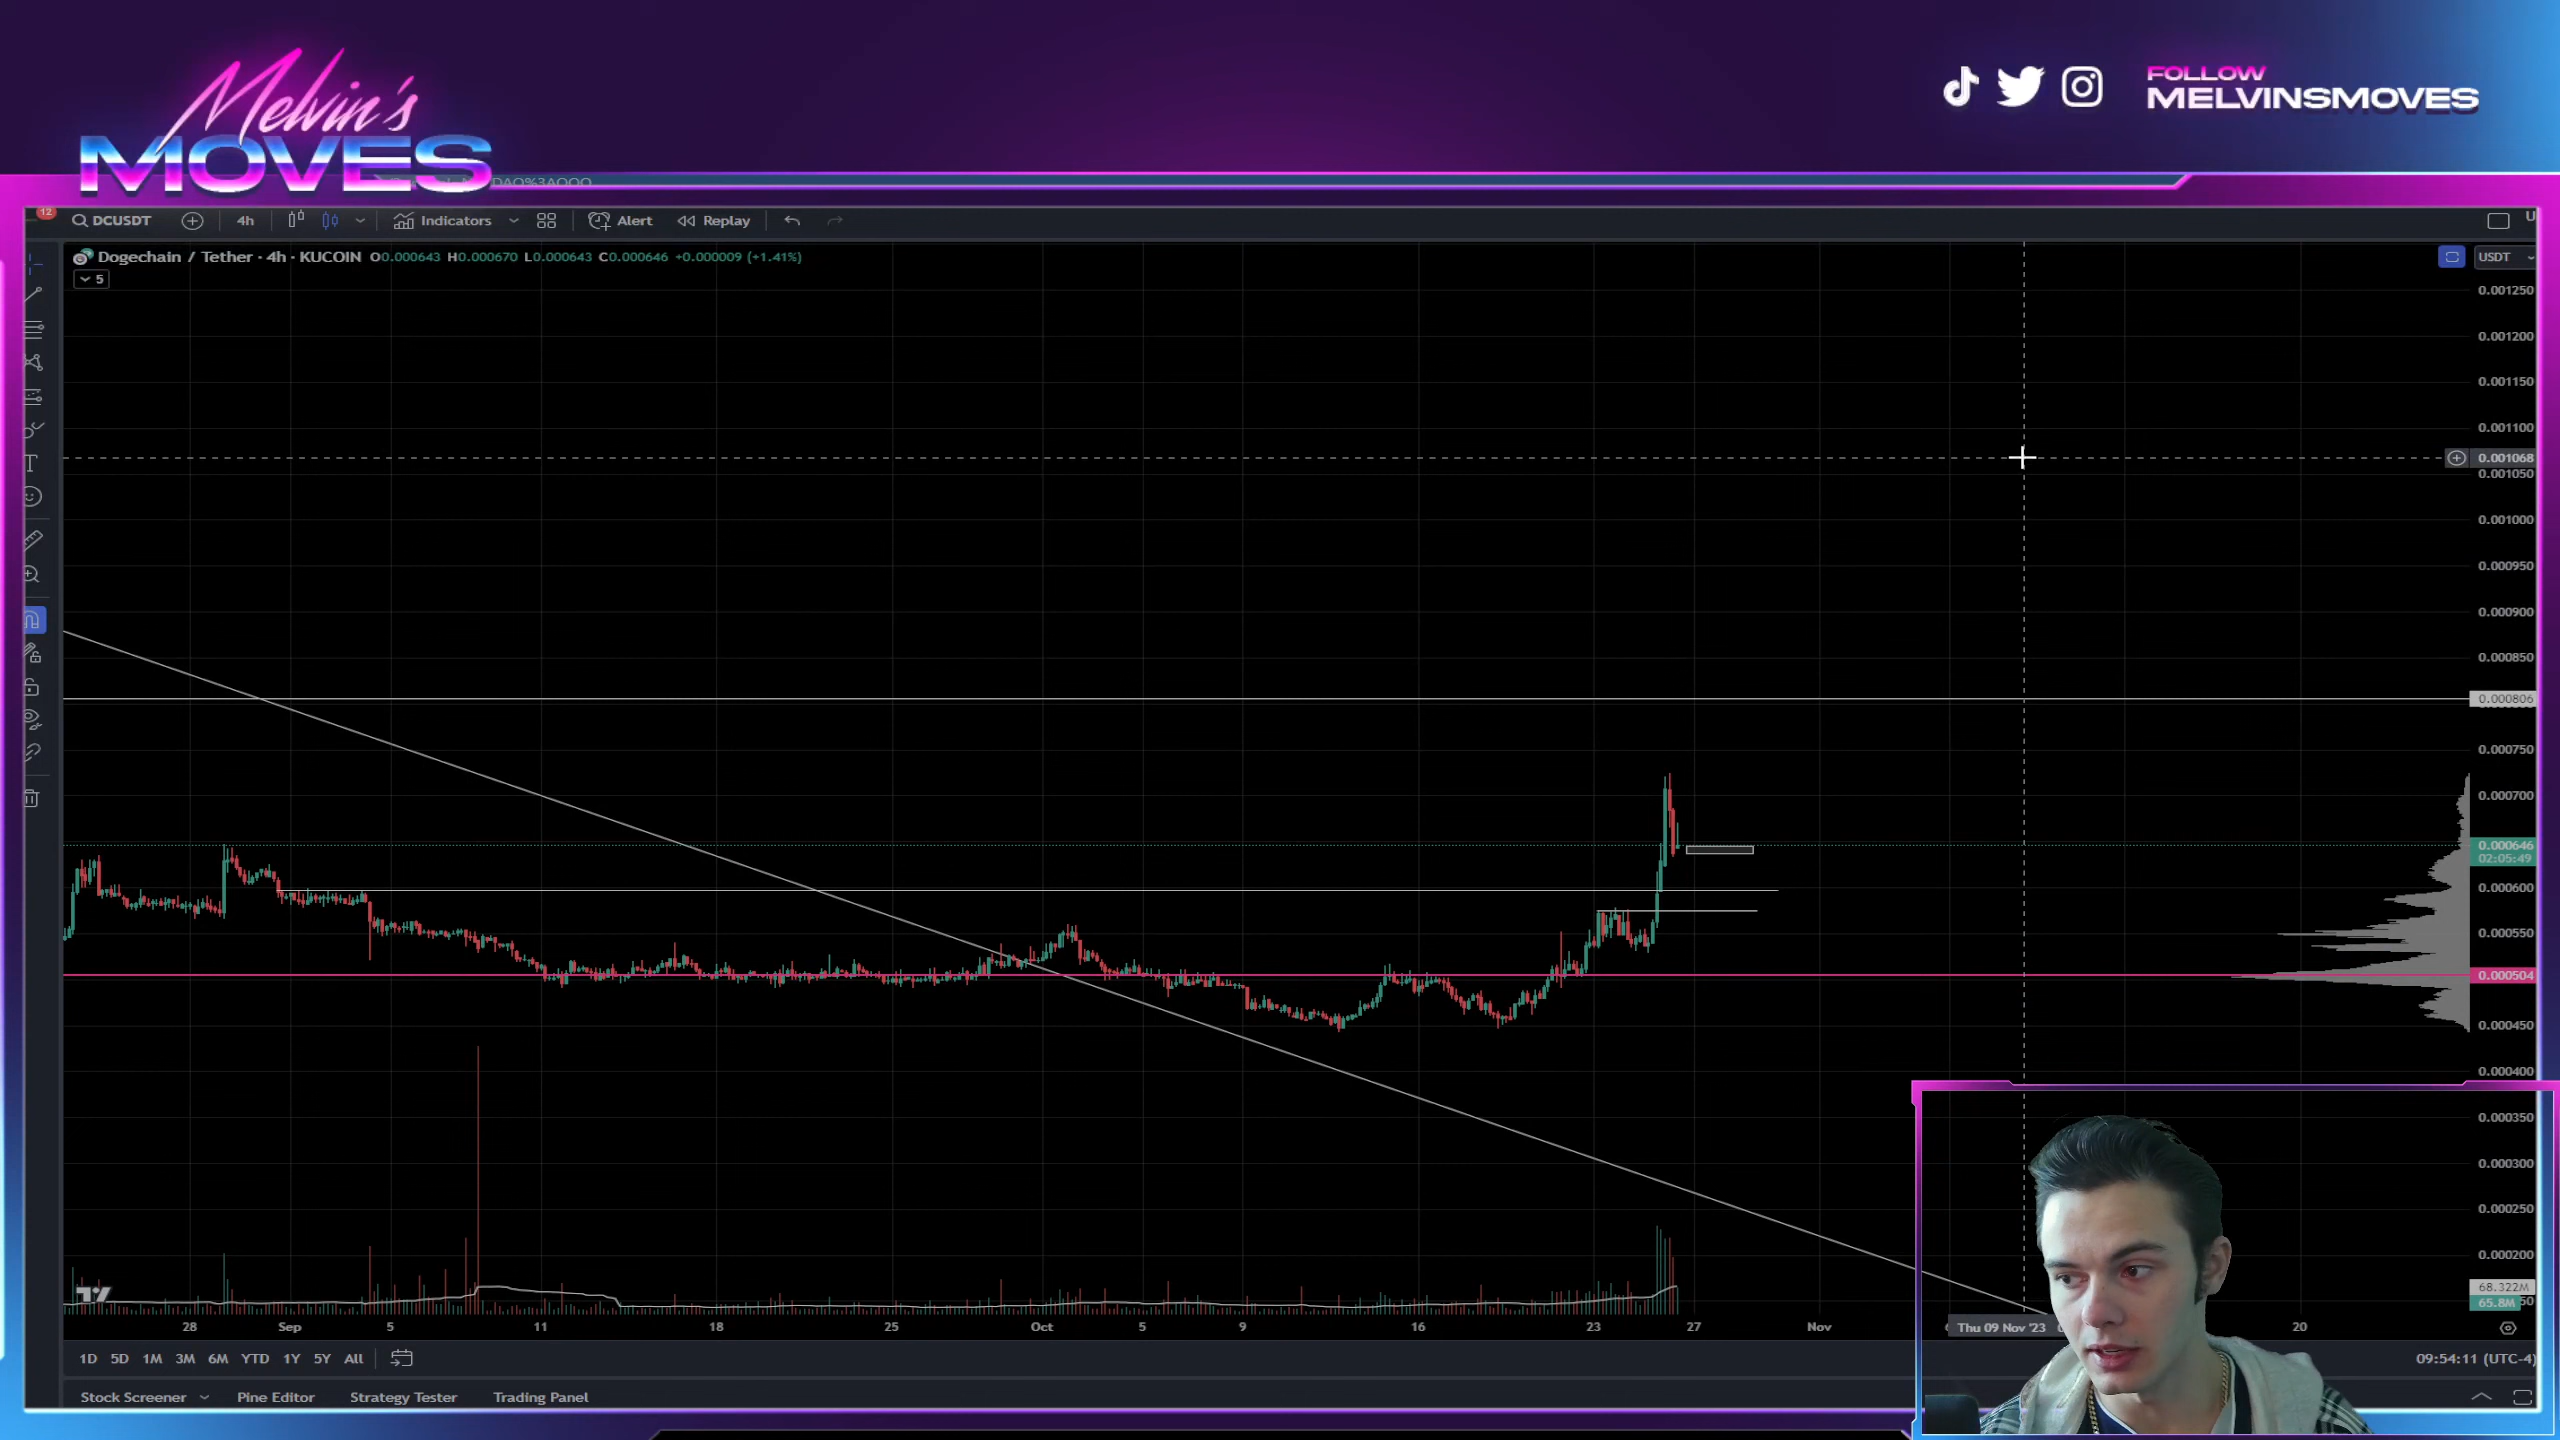 Melvin's
MOVES
FOLLOW
MELVINSMOVES
DAQ%3AQQQ
12
DCUSDT
4h
Indicators
Alert
Replay
U
Dogechain / Tether · 4h · KUCOIN O0.000643 H0.000670 L0.000643 C0.000646 +0.000009 (+1.41%)
5
USDT
0.001250
0.001200
0.001150
0.001100
0.001068
0.001050
0.001000
0.000950
0.000900
0.000850
0.000806
0.000750
0.000700
0.000646
02:05:49
0.000600
0.000550
0.000504
0.000450
0.000400
0.000350
0.000300
0.000250
0.000200
68.322M
65.8M
28 Sep 5 11 18 25 Oct 5 9 16 23 27 Nov Thu 09 Nov '23 20
1D 5D 1M 3M 6M YTD 1Y 5Y All
09:54:11 (UTC-4)
Stock Screener Pine Editor Strategy Tester Trading Panel